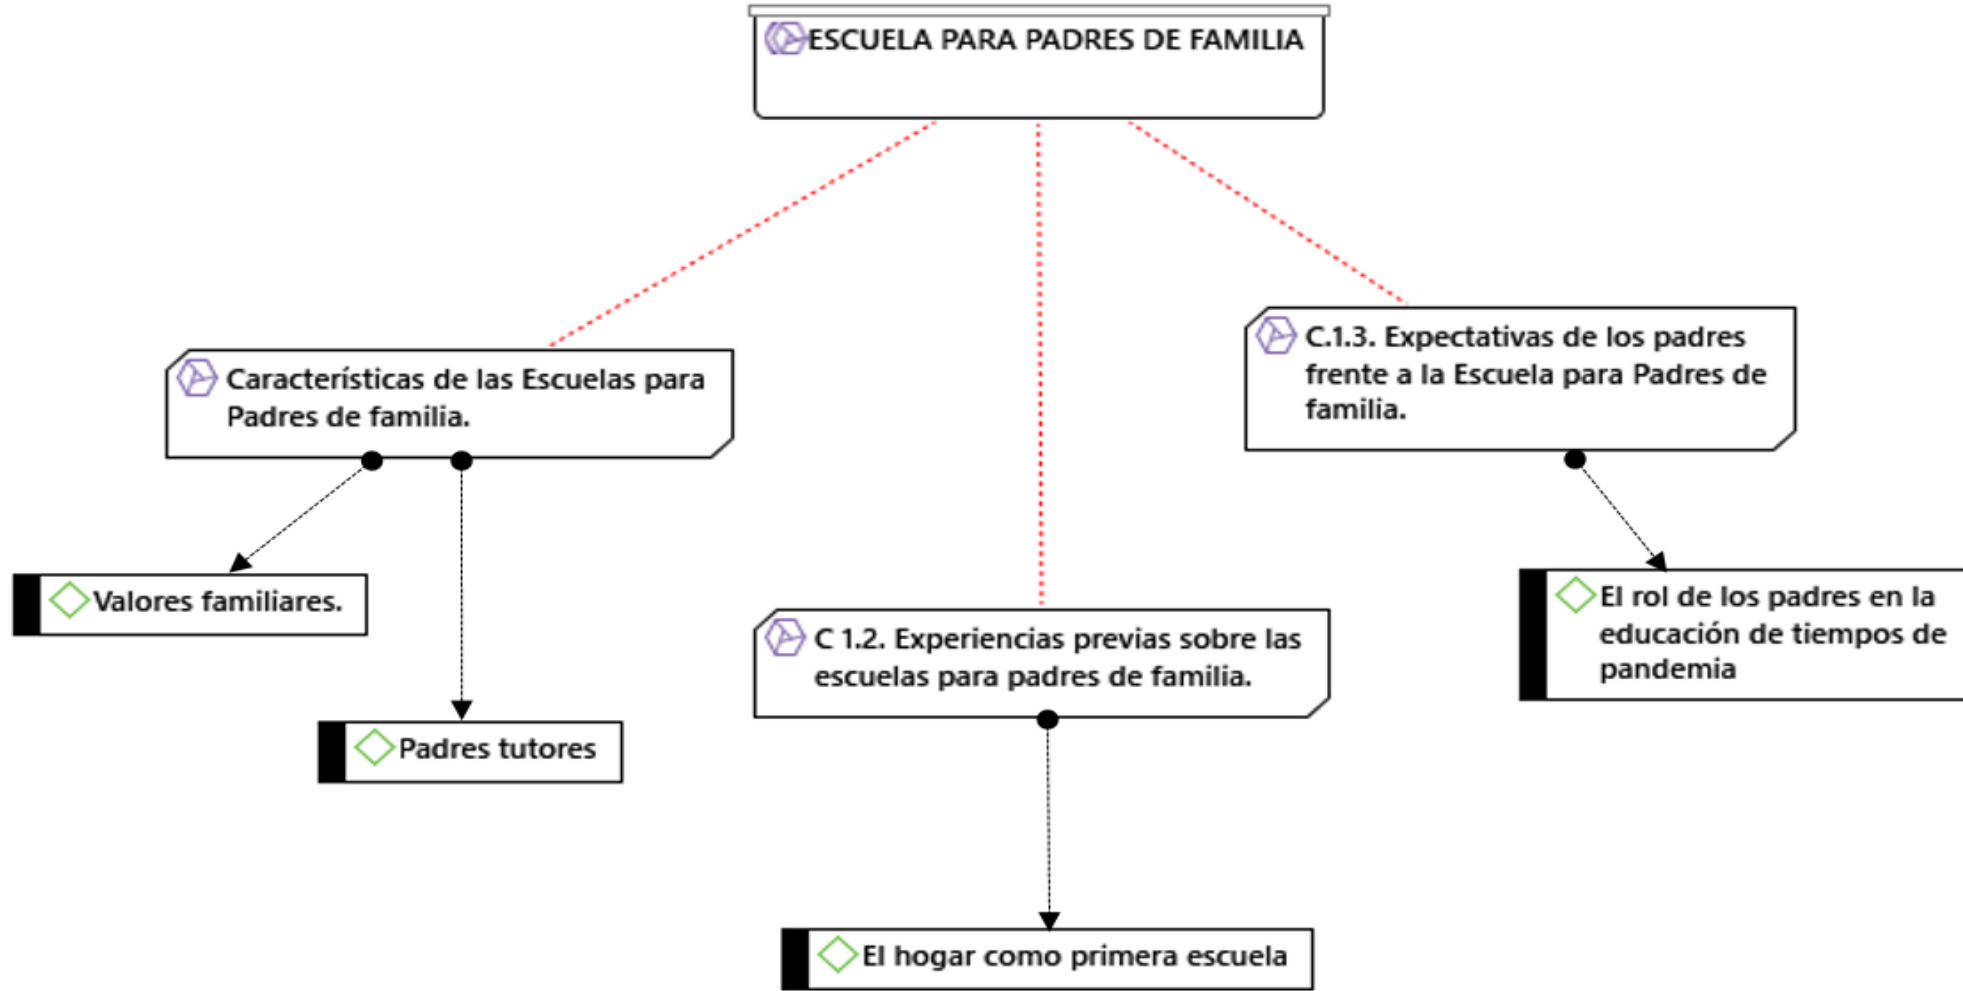 ESCUELA PARA PADRES DE FAMILIA
Características de las Escuelas para
Padres de familia.
C.1.3. Expectativas de los padres
frente a la Escuela para Padres de
familia.
Valores familiares.
Padres tutores
C 1.2. Experiencias previas sobre las
escuelas para padres de familia.
El rol de los padres en la
educación de tiempos de
pandemia
El hogar como primera escuela